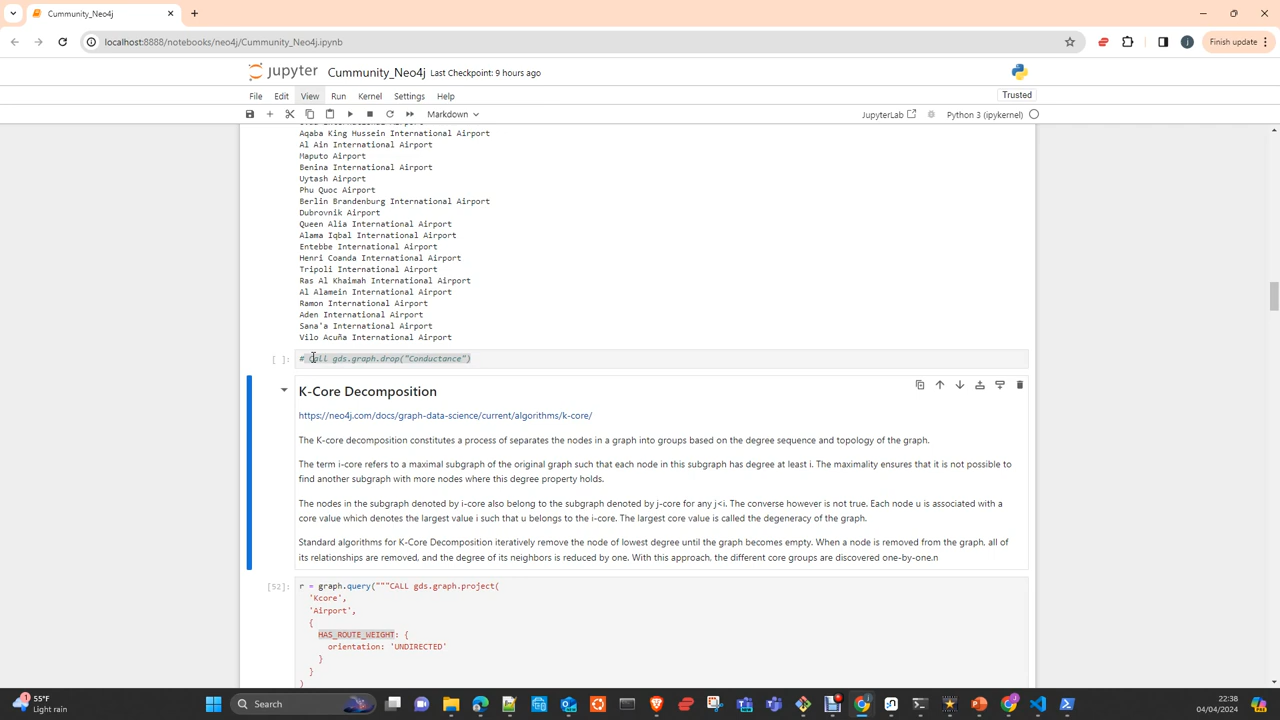 Cummunity_Neo4j
localhost:8888/notebooks/neo4j/Cummunity_Neo4j.ipynb
Finish update
jupyter Cummunity_Neo4j Last Checkpoint: 9 hours ago
File Edit View Run Kernel Settings Help
Trusted
Markdown
JupyterLab
Python 3 (ipykernel)
Aqaba King Hussein International Airport
Al Ain International Airport
Maputo Airport
Benina International Airport
Uytash Airport
Phu Quoc Airport
Berlin Brandenburg International Airport
Dubrovnik Airport
Queen Alia International Airport
Alama Iqbal International Airport
Entebbe International Airport
Henri Coanda International Airport
Tripoli International Airport
Ras Al Khaimah International Airport
Al Alamein International Airport
Ramon International Airport
Aden International Airport
Sana'a International Airport
Vilo Acuña International Airport
[ ]: # Call gds.graph.drop("Conductance")
K-Core Decomposition
https://neo4j.com/docs/graph-data-science/current/algorithms/k-core/
The K-core decomposition constitutes a process of separates the nodes in a graph into groups based on the degree sequence and topology of the graph.
The term i-core refers to a maximal subgraph of the original graph such that each node in this subgraph has degree at least i. The maximality ensures that it is not possible to
find another subgraph with more nodes where this degree property holds.
The nodes in the subgraph denoted by i-core also belong to the subgraph denoted by j-core for any j<i. The converse however is not true. Each node u is associated with a
core value which denotes the largest value i such that u belongs to the i-core. The largest core value is called the degeneracy of the graph.
Standard algorithms for K-Core Decomposition iteratively remove the node of lowest degree until the graph becomes empty. When a node is removed from the graph, all of
its relationships are removed, and the degree of its neighbors is reduced by one. With this approach, the different core groups are discovered one-by-one.n
[52]: r = graph.query("""CALL gds.graph.project(
'Kcore',
'Airport',
{
HAS_ROUTE_WEIGHT: {
orientation: 'UNDIRECTED'
}
}
)
55°F
Light rain
Search
22:38
04/04/2024